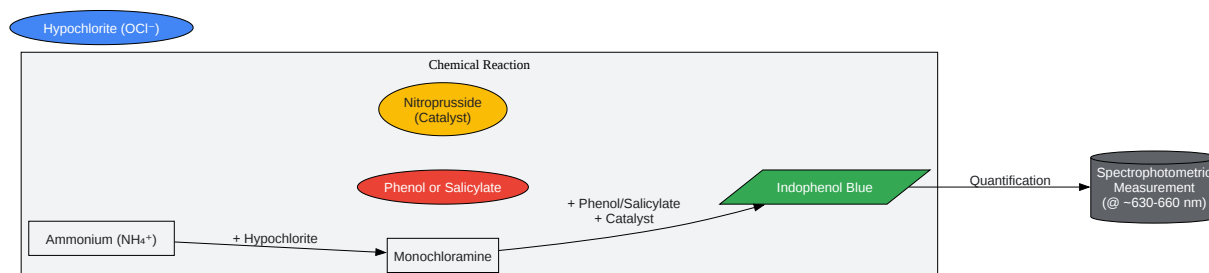 Hypochlorite (OCl⁻)
Chemical Reaction
Nitroprusside
(Catalyst)
Phenol or Salicylate
Ammonium (NH₄⁺)
+ Hypochlorite
Monochloramine
+ Phenol/Salicylate
+ Catalyst
Indophenol Blue
Quantification
Spectrophotometric
Measurement
(@ ~630-660 nm)